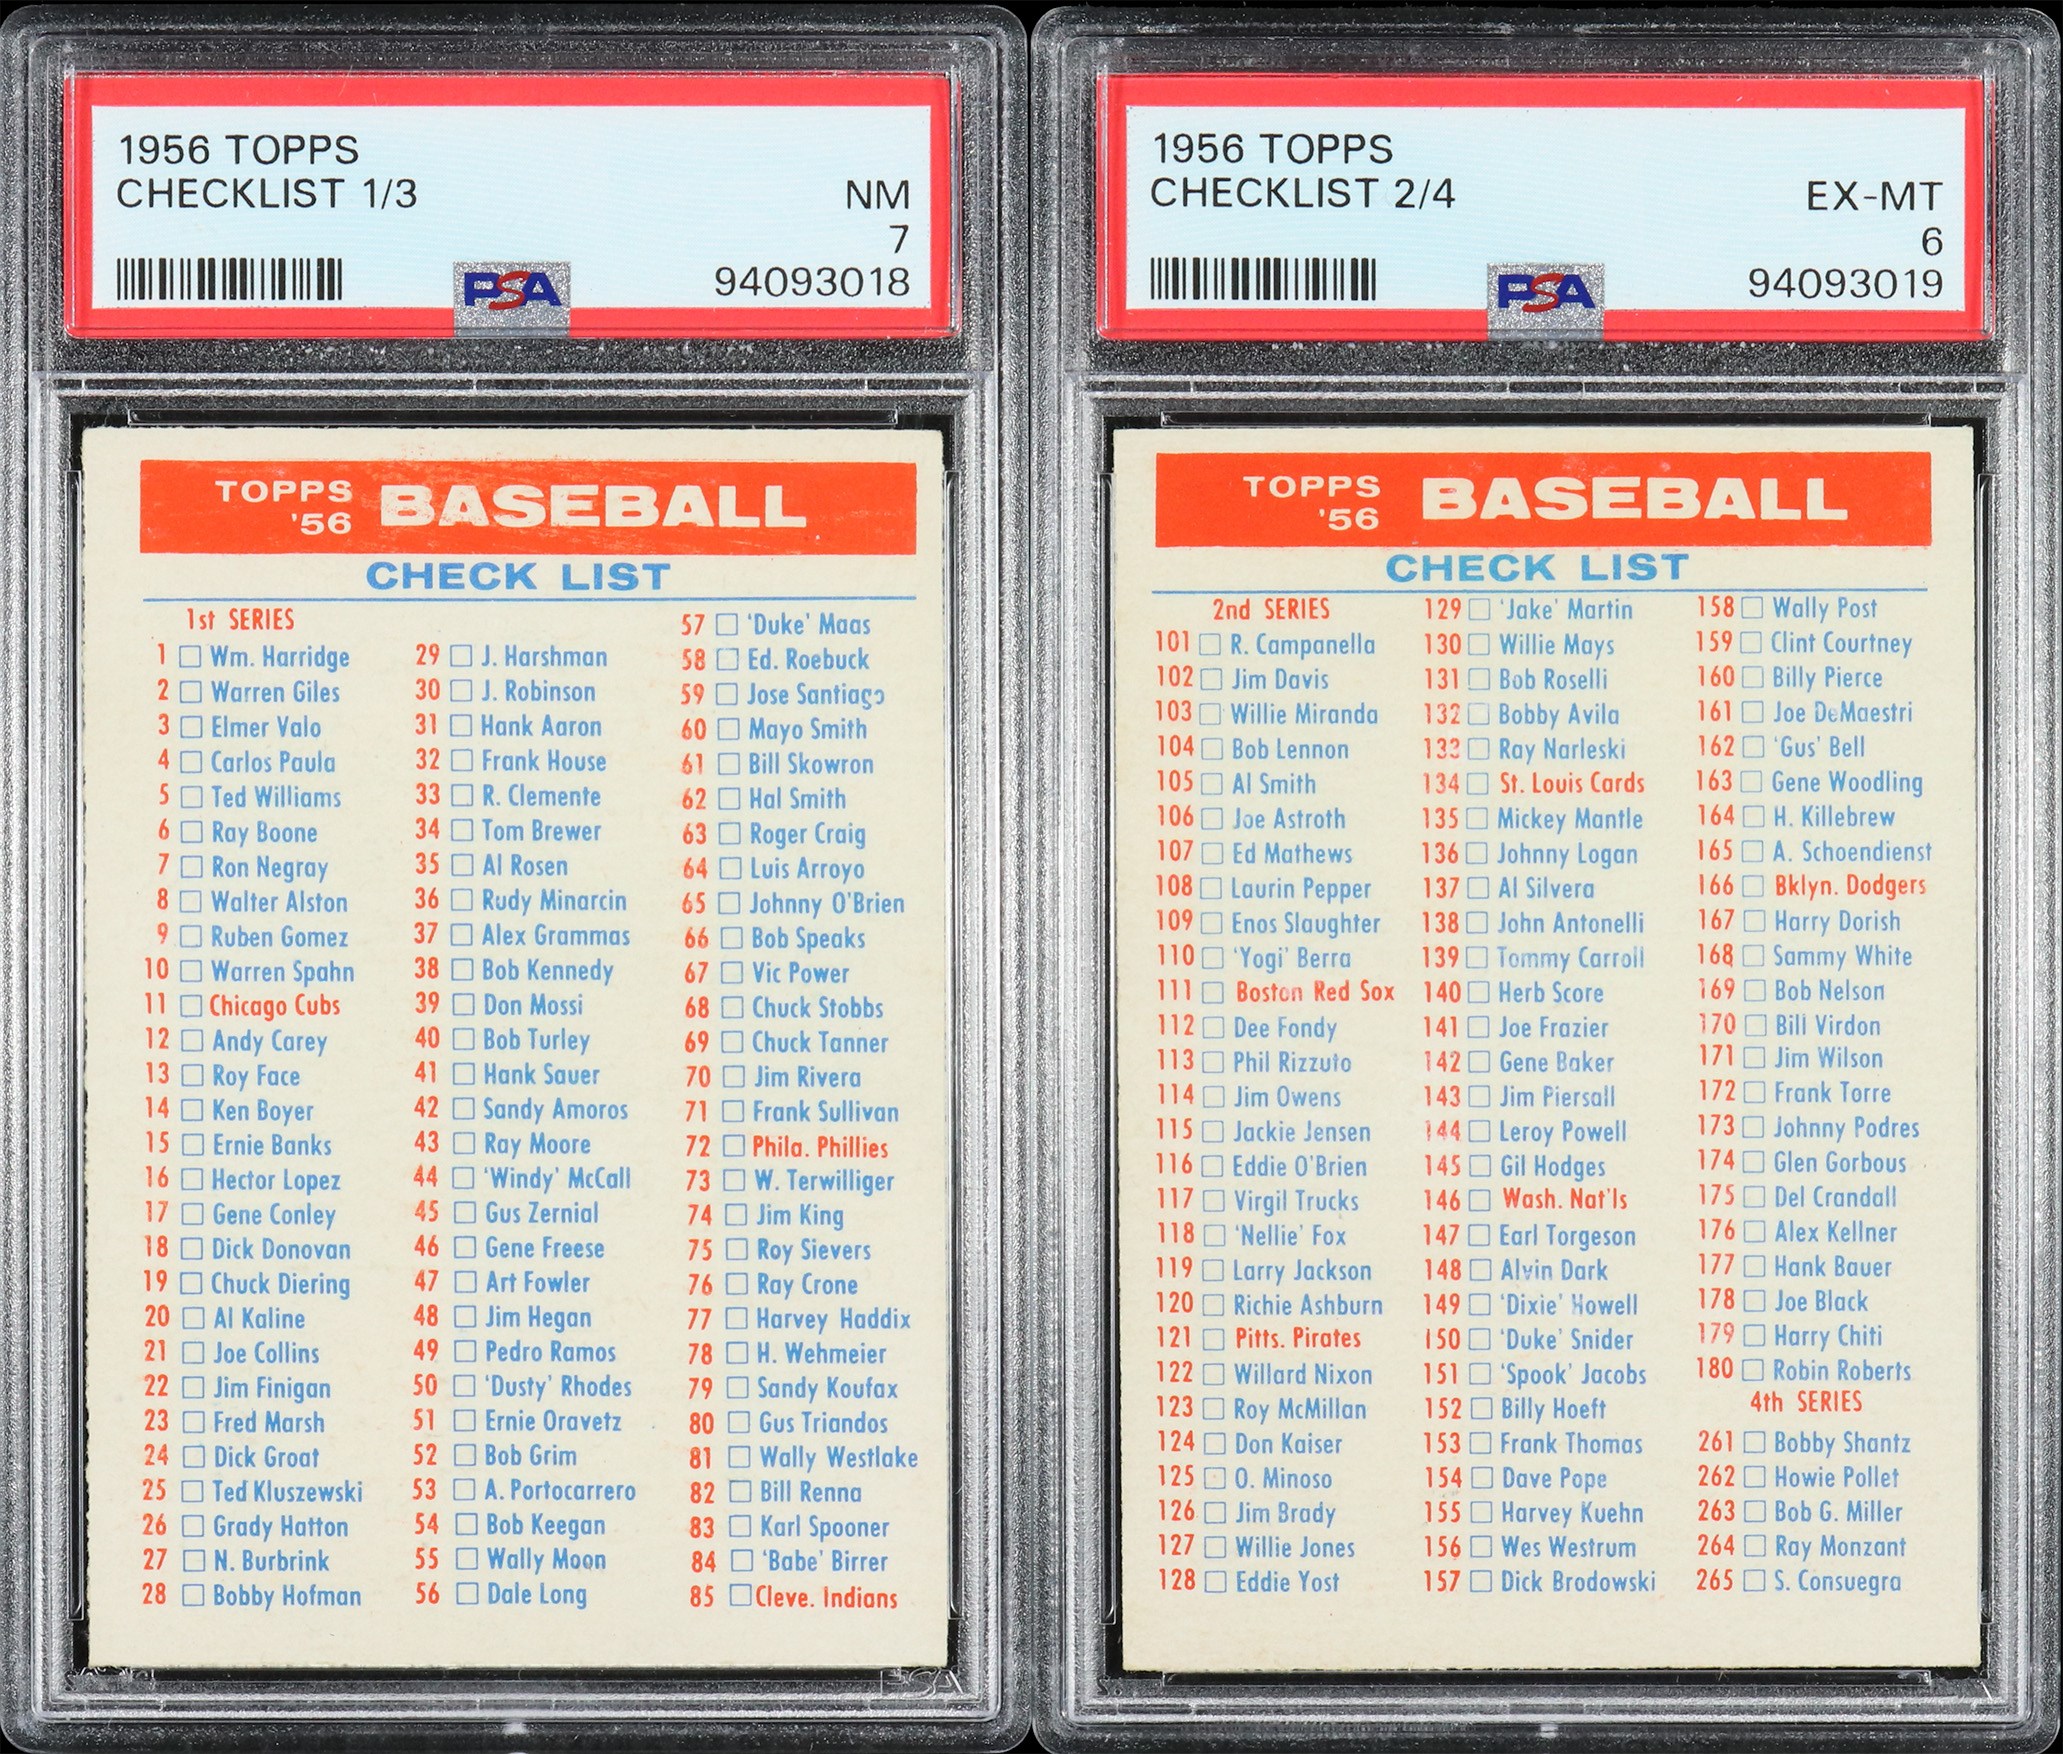 1956 TOPPS
CHECKLIST 1/3
NM
7
PSA
94093018
TOPPS '56 BASEBALL
CHECK LIST
1st SERIES
1 Wm. Harridge
2 Warren Giles
3 Elmer Valo
4 Carlos Paula
5 Ted Williams
6 Ray Boone
7 Ron Negray
8 Walter Alston
9 Ruben Gomez
10 Warren Spahn
11 Chicago Cubs
12 Andy Carey
13 Roy Face
14 Ken Boyer
15 Ernie Banks
16 Hector Lopez
17 Gene Conley
18 Dick Donovan
19 Chuck Diering
20 Al Kaline
21 Joe Collins
22 Jim Finigan
23 Fred Marsh
24 Dick Groat
25 Ted Kluszewski
26 Grady Hatton
27 N. Burbrink
28 Bobby Hofman
29 J. Harshman
30 J. Robinson
31 Hank Aaron
32 Frank House
33 R. Clemente
34 Tom Brewer
35 Al Rosen
36 Rudy Minarcin
37 Alex Grammas
38 Bob Kennedy
39 Don Mossi
40 Bob Turley
41 Hank Sauer
42 Sandy Amoros
43 Ray Moore
44 'Windy' McCall
45 Gus Zernial
46 Gene Freese
47 Art Fowler
48 Jim Hegan
49 Pedro Ramos
50 'Dusty' Rhodes
51 Ernie Oravetz
52 Bob Grim
53 A. Portocarrero
54 Bob Keegan
55 Wally Moon
56 Dale Long
57 'Duke' Maas
58 Ed. Roebuck
59 Jose Santiago
60 Mayo Smith
61 Bill Skowron
62 Hal Smith
63 Roger Craig
64 Luis Arroyo
65 Johnny O'Brien
66 Bob Speaks
67 Vic Power
68 Chuck Stobbs
69 Chuck Tanner
70 Jim Rivera
71 Frank Sullivan
72 Phila. Phillies
73 W. Terwilliger
74 Jim King
75 Roy Sievers
76 Ray Crone
77 Harvey Haddix
78 H. Wehmeier
79 Sandy Koufax
80 Gus Triandos
81 Wally Westlake
82 Bill Renna
83 Karl Spooner
84 'Babe' Birrer
85 Cleve. Indians
1956 TOPPS
CHECKLIST 2/4
EX-MT
6
PSA
94093019
TOPPS '56 BASEBALL
CHECK LIST
2nd SERIES
101 R. Campanella
102 Jim Davis
103 Willie Miranda
104 Bob Lennon
105 Al Smith
106 Joe Astroth
107 Ed Mathews
108 Laurin Pepper
109 Enos Slaughter
110 'Yogi' Berra
111 Boston Red Sox
112 Dee Fondy
113 Phil Rizzuto
114 Jim Owens
115 Jackie Jensen
116 Eddie O'Brien
117 Virgil Trucks
118 'Nellie' Fox
119 Larry Jackson
120 Richie Ashburn
121 Pitts. Pirates
122 Willard Nixon
123 Roy McMillan
124 Don Kaiser
125 O. Minoso
126 Jim Brady
127 Willie Jones
128 Eddie Yost
129 'Jake' Martin
130 Willie Mays
131 Bob Roselli
132 Bobby Avila
133 Ray Narleski
134 St. Louis Cards
135 Mickey Mantle
136 Johnny Logan
137 Al Silvera
138 John Antonelli
139 Tommy Carroll
140 Herb Score
141 Joe Frazier
142 Gene Baker
143 Jim Piersall
144 Leroy Powell
145 Gil Hodges
146 Wash. Nat'ls
147 Earl Torgeson
148 Alvin Dark
149 'Dixie' Howell
150 'Duke' Snider
151 'Spook' Jacobs
152 Billy Hoeft
153 Frank Thomas
154 Dave Pope
155 Harvey Kuehn
156 Wes Westrum
157 Dick Brodowski
158 Wally Post
159 Clint Courtney
160 Billy Pierce
161 Joe DeMaestri
162 'Gus' Bell
163 Gene Woodling
164 H. Killebrew
165 A. Schoendienst
166 Bklyn. Dodgers
167 Harry Dorish
168 Sammy White
169 Bob Nelson
170 Bill Virdon
171 Jim Wilson
172 Frank Torre
173 Johnny Podres
174 Glen Gorbous
175 Del Crandall
176 Alex Kellner
177 Hank Bauer
178 Joe Black
179 Harry Chiti
180 Robin Roberts
4th SERIES
261 Bobby Shantz
262 Howie Pollet
263 Bob G. Miller
264 Ray Monzant
265 S. Consuegra